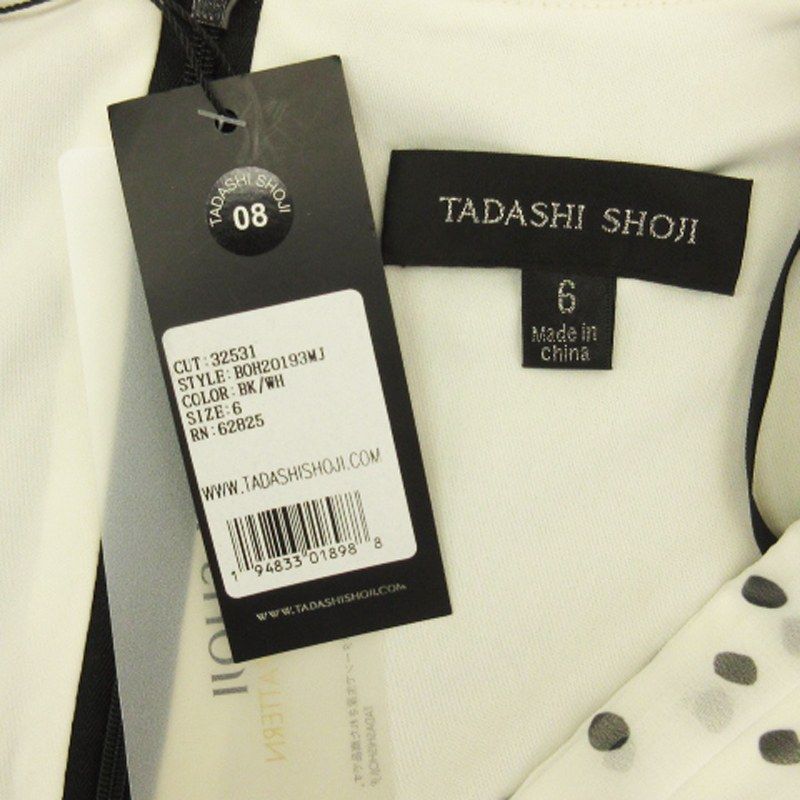 TADASHI SHOJI
08
CUT:32531
STYLE:BOH20193MJ
COLOR:BK/WH
SIZE:6
RN:62825
WWW.TADASHISHOJI.COM
1 94833 01898 8
WWW.TADASHISHOJI.COM
TADASHI SHOJI
6
Made in
China